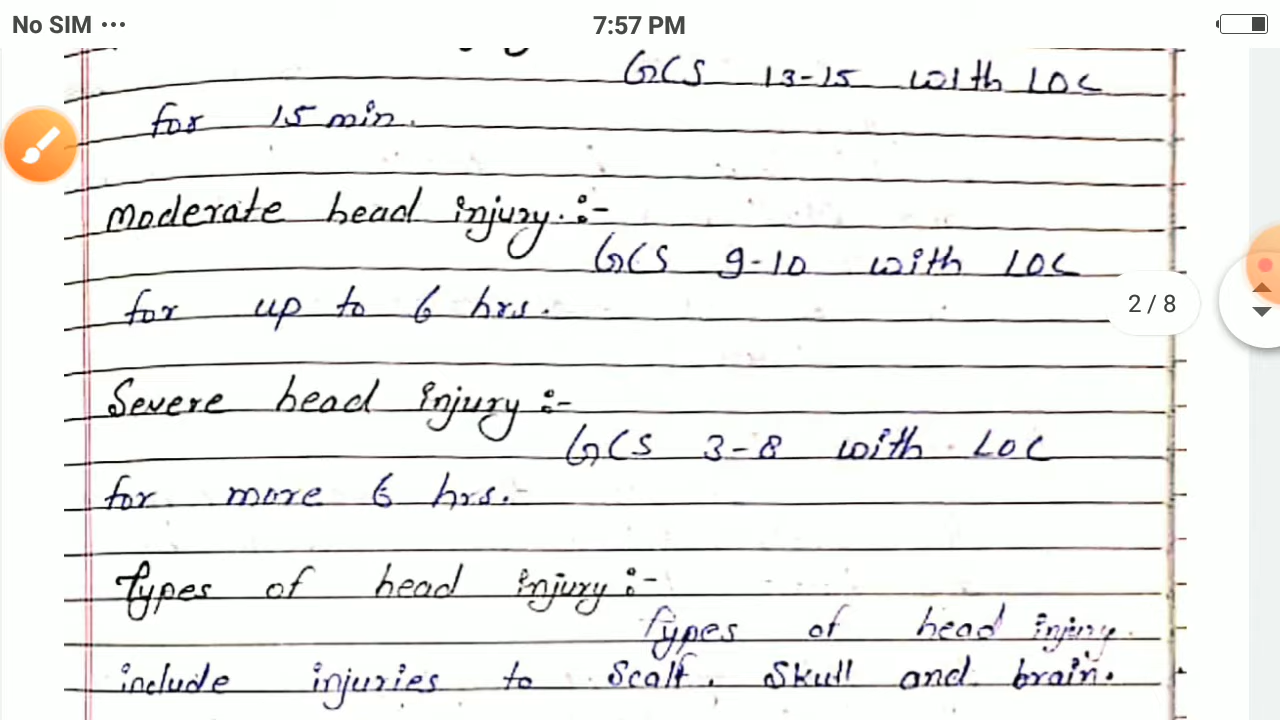 No SIM ...
7:57 PM
GCS 13-15 with LOC
for 15 min.
Moderate head injury.:-
GCS 9-10 with LOC
for up to 6 hrs.
2 / 8
Severe head injury:-
GCS 3-8 with LOC
for more 6 hrs.-
Types of head injury:-
Types of head injury.
include injuries to Scalf. Skull and brain.